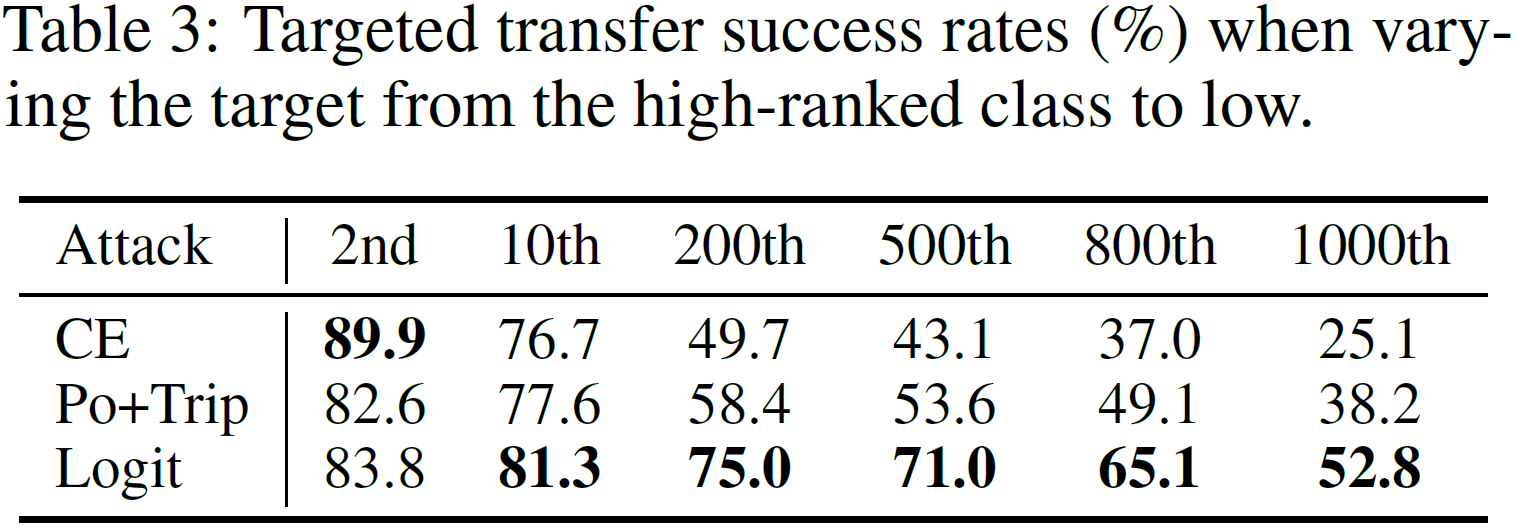 Table 3: Targeted transfer success rates (%) when vary-
ing the target from the high-ranked class to low.
Attack 2nd 10th 200th 500th 800th 1000th
CE 89.9 76.7 49.7 43.1 37.0 25.1
Po+Trip 82.6 77.6 58.4 53.6 49.1 38.2
Logit 83.8 81.3 75.0 71.0 65.1 52.8